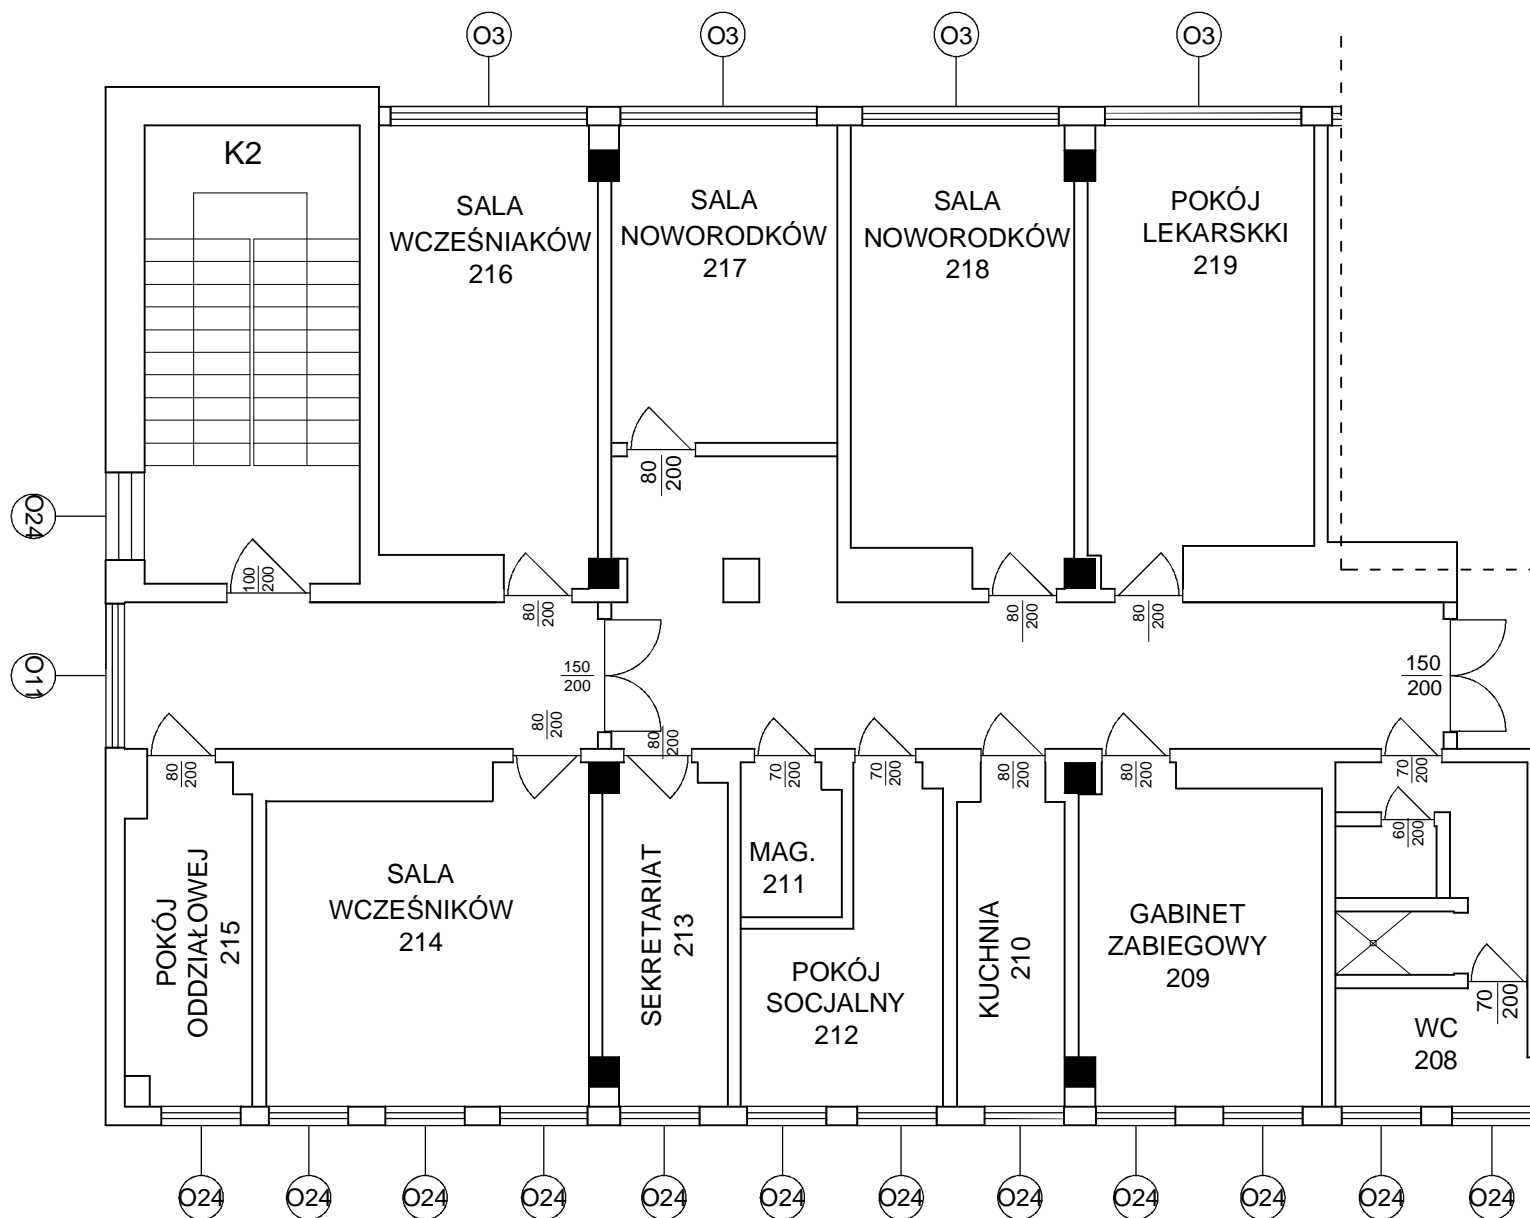 O3
O3
O3
O3
K2
SALA
WCZEŚNIAKÓW
216
SALA
NOWORODKÓW
217
SALA
NOWORODKÓW
218
POKÓJ
LEKARSKKI
219
80
200
O24
100
200
80
200
80
200
80
200
O11
150
200
150
200
80
200
80
200
80
200
70
200
70
200
80
200
80
200
70
200
60
200
POKÓJ
ODDZIAŁOWEJ
215
SALA
WCZEŚNIKÓW
214
SEKRETARIAT
213
MAG.
211
POKÓJ
SOCJALNY
212
KUCHNIA
210
GABINET
ZABIEGOWY
209
70
200
WC
208
O24
O24
O24
O24
O24
O24
O24
O24
O24
O24
O24
O24